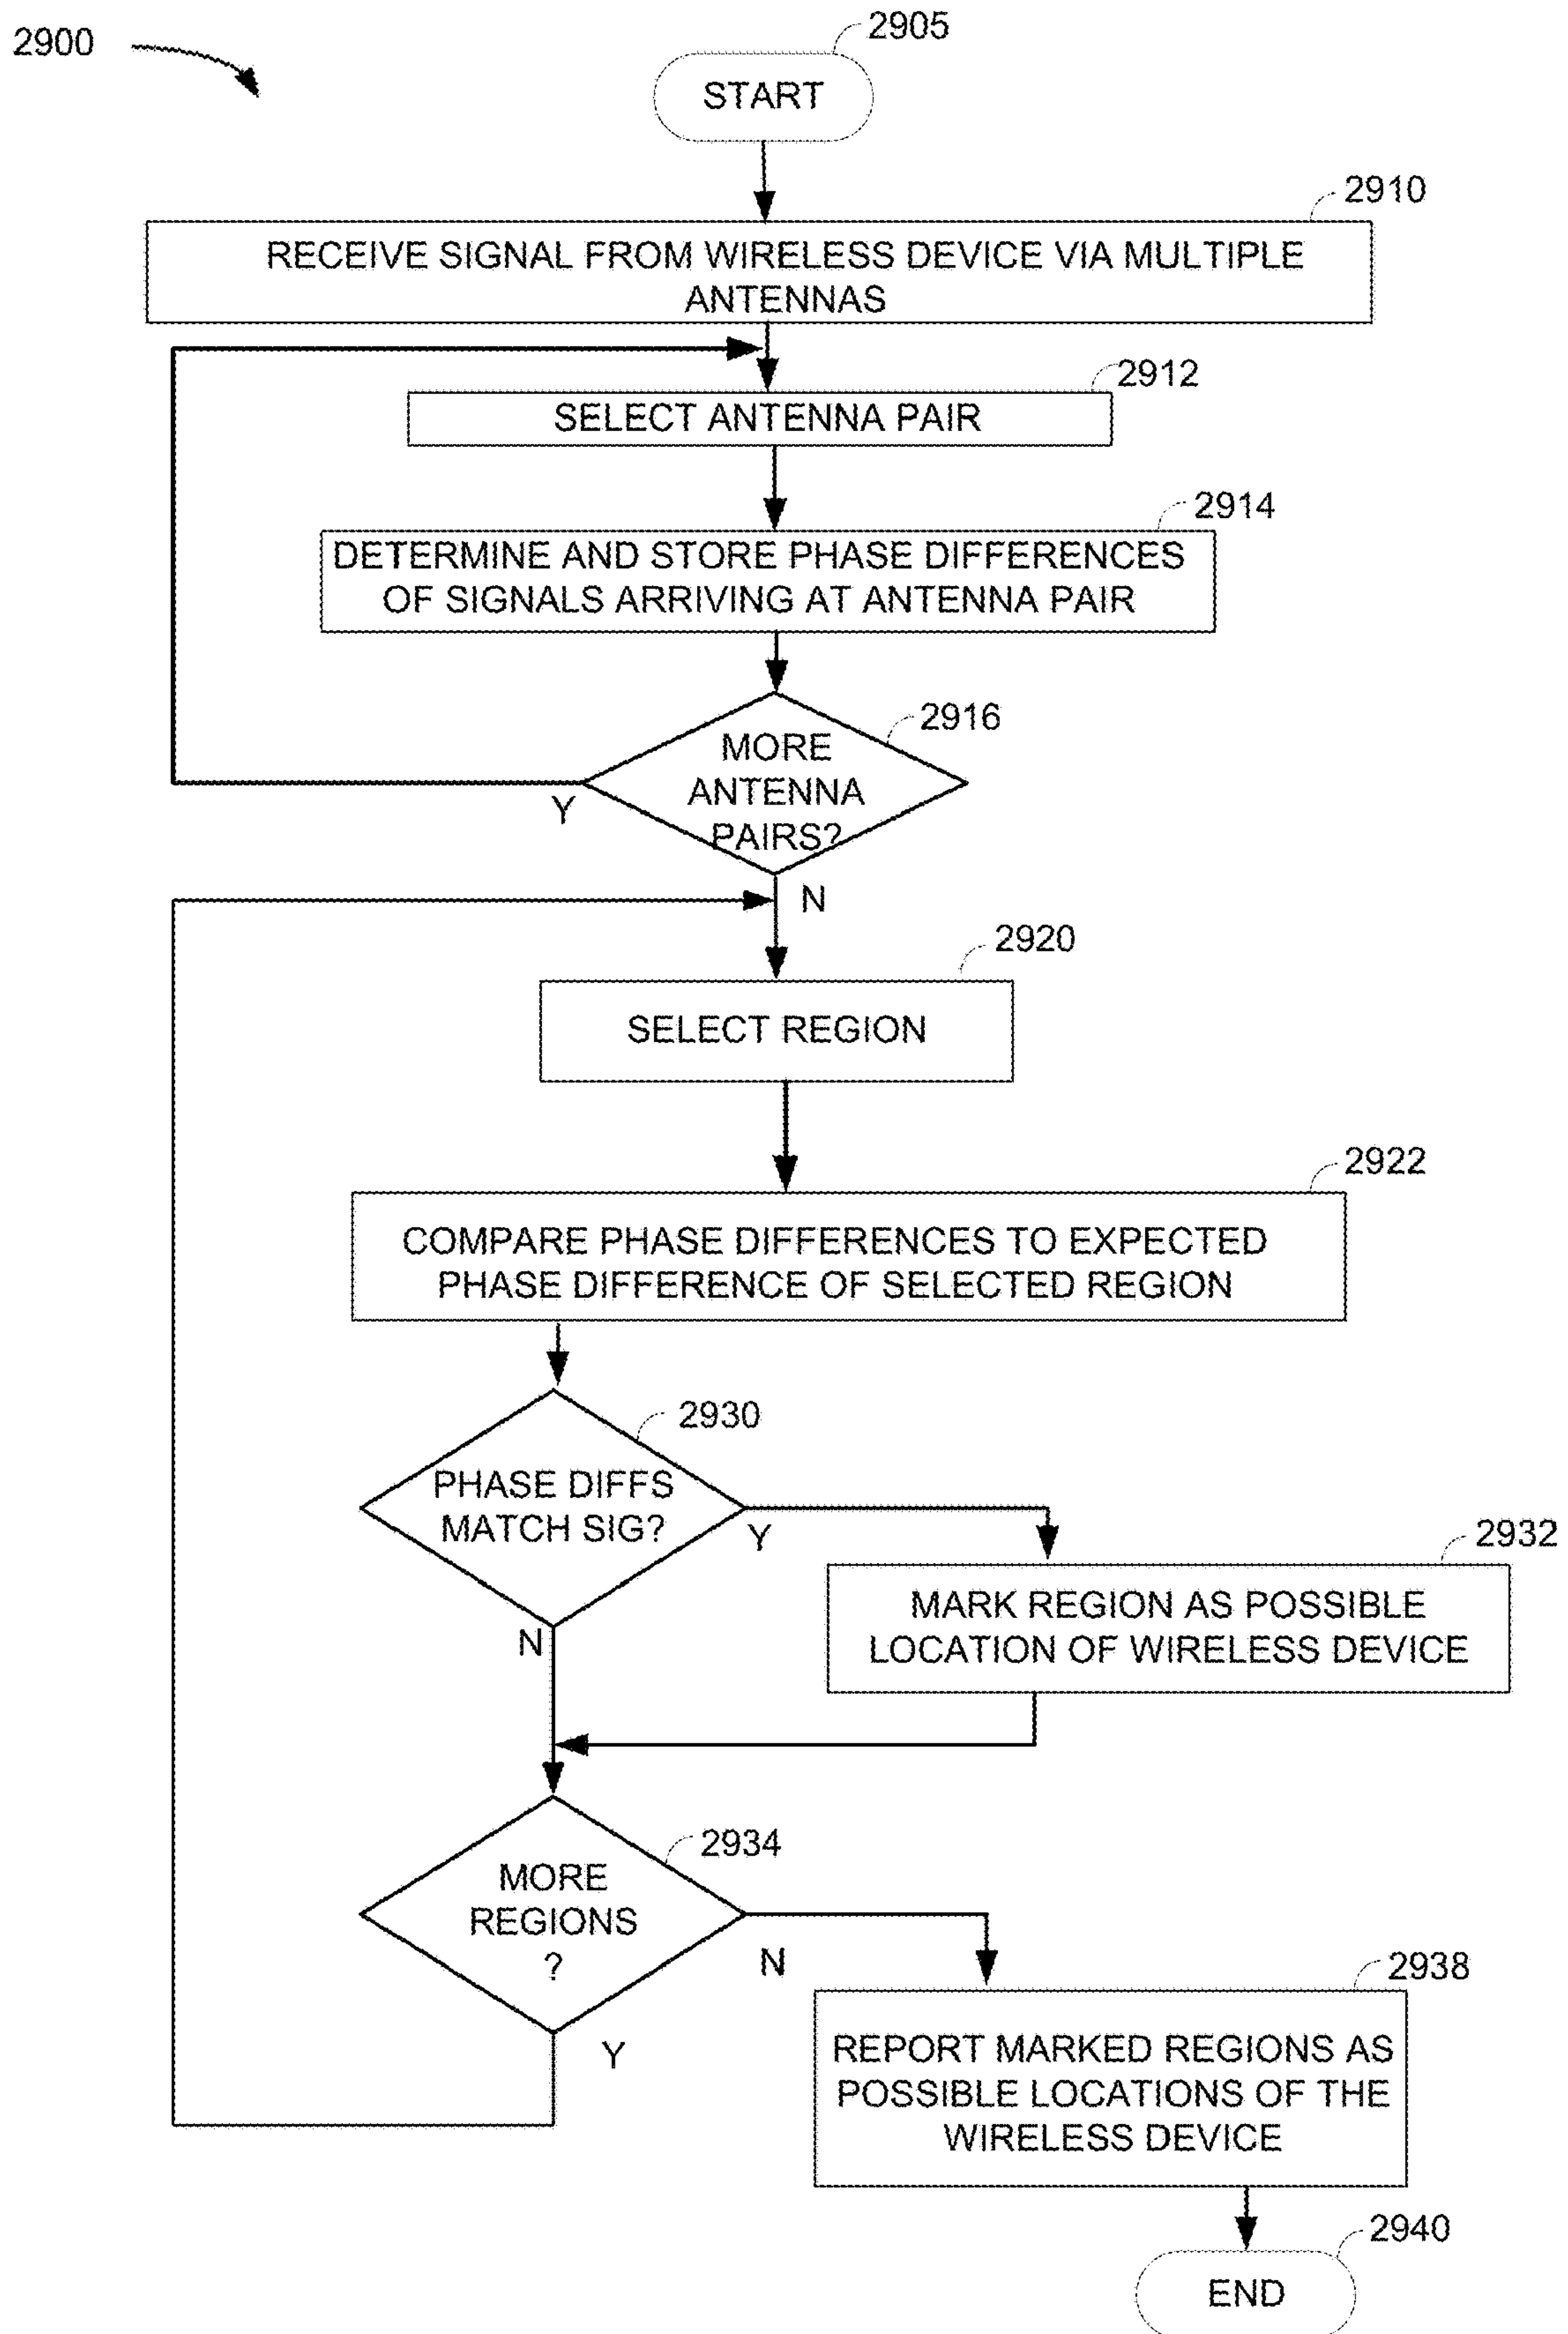 2900
2905
START
2910
RECEIVE SIGNAL FROM WIRELESS DEVICE VIA MULTIPLE
ANTENNAS
2912
SELECT ANTENNA PAIR
2914
DETERMINE AND STORE PHASE DIFFERENCES
OF SIGNALS ARRIVING AT ANTENNA PAIR
2916
MORE
ANTENNA
PAIRS?
Y
N
2920
SELECT REGION
2922
COMPARE PHASE DIFFERENCES TO EXPECTED
PHASE DIFFERENCE OF SELECTED REGION
2930
PHASE DIFFS
MATCH SIG?
Y
N
2932
MARK REGION AS POSSIBLE
LOCATION OF WIRELESS DEVICE
2934
MORE
REGIONS
?
N
Y
2938
REPORT MARKED REGIONS AS
POSSIBLE LOCATIONS OF THE
WIRELESS DEVICE
2940
END